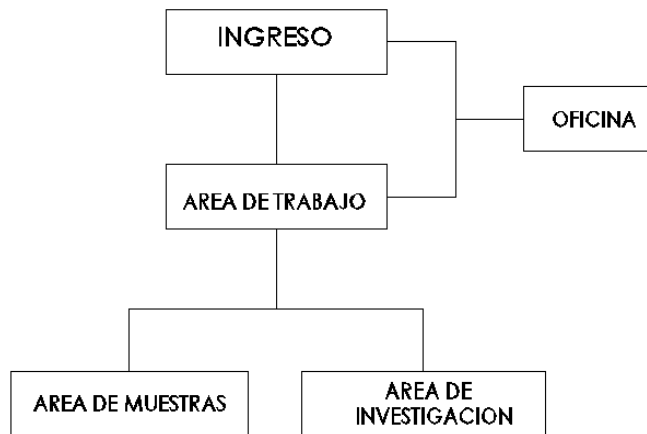 INGRESO
OFICINA
AREA DE TRABAJO
AREA DE MUESTRAS
AREA DE
INVESTIGACION